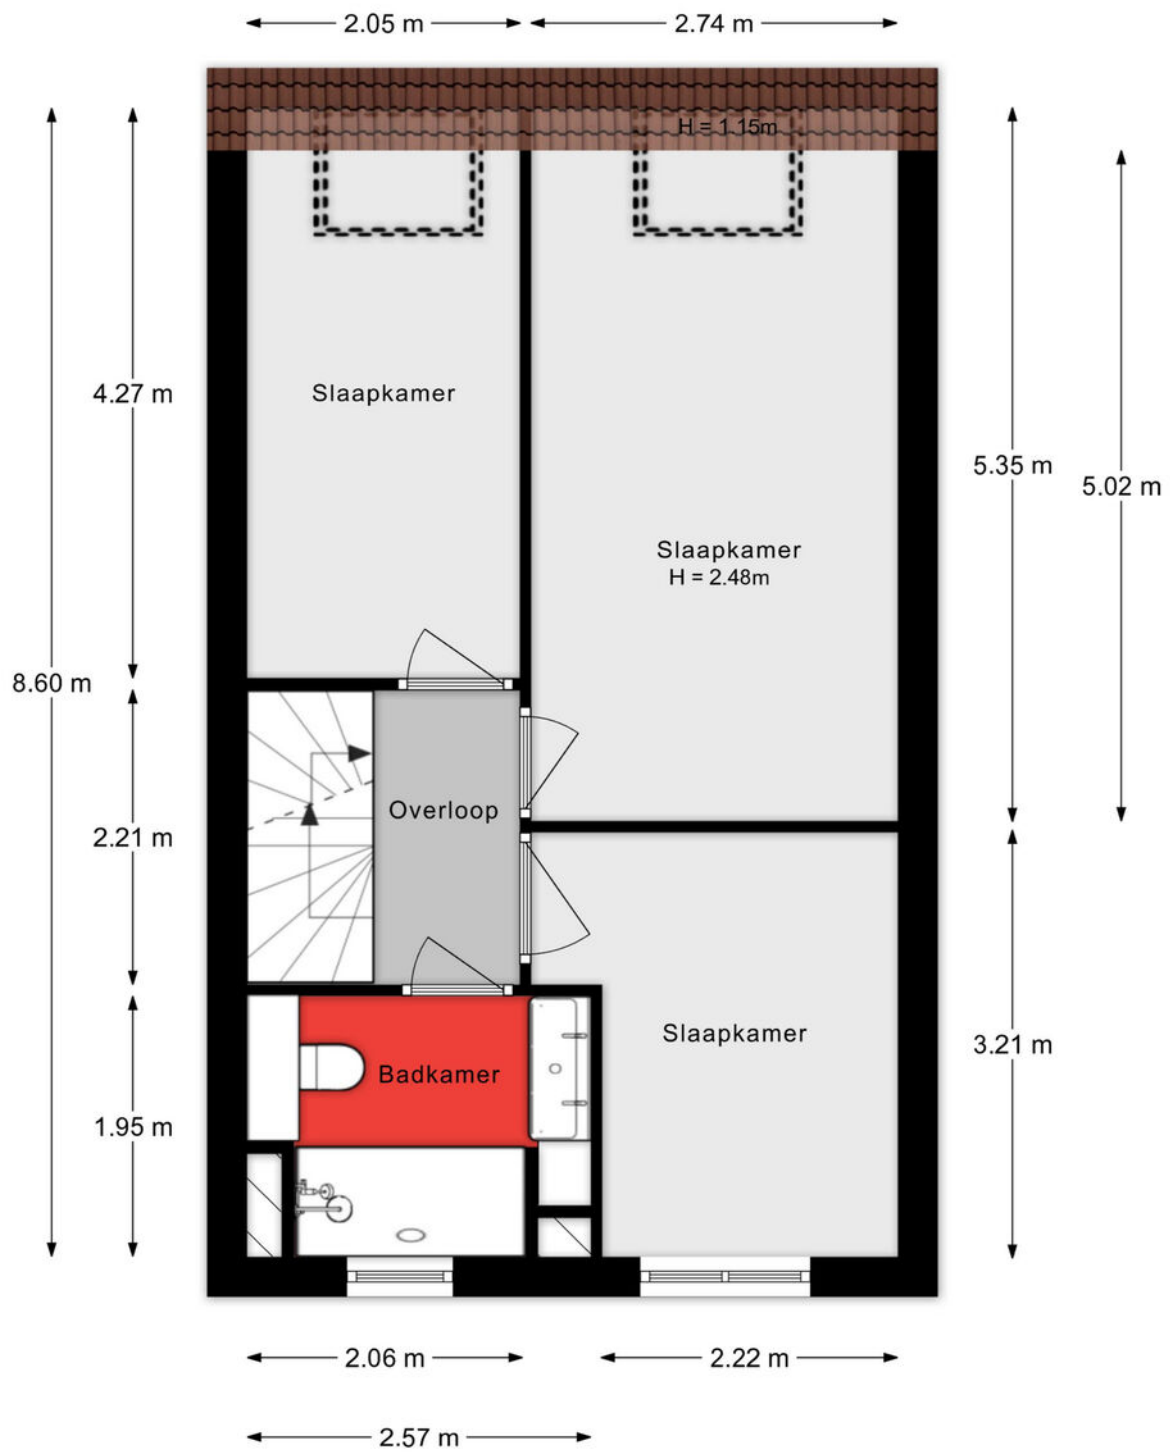 2.05 m
2.74 m
H = 1.15m
4.27 m
Slaapkamer
5.35 m
5.02 m
Slaapkamer
H = 2.48m
8.60 m
Overloop
2.21 m
Slaapkamer
3.21 m
Badkamer
1.95 m
2.06 m
2.22 m
2.57 m